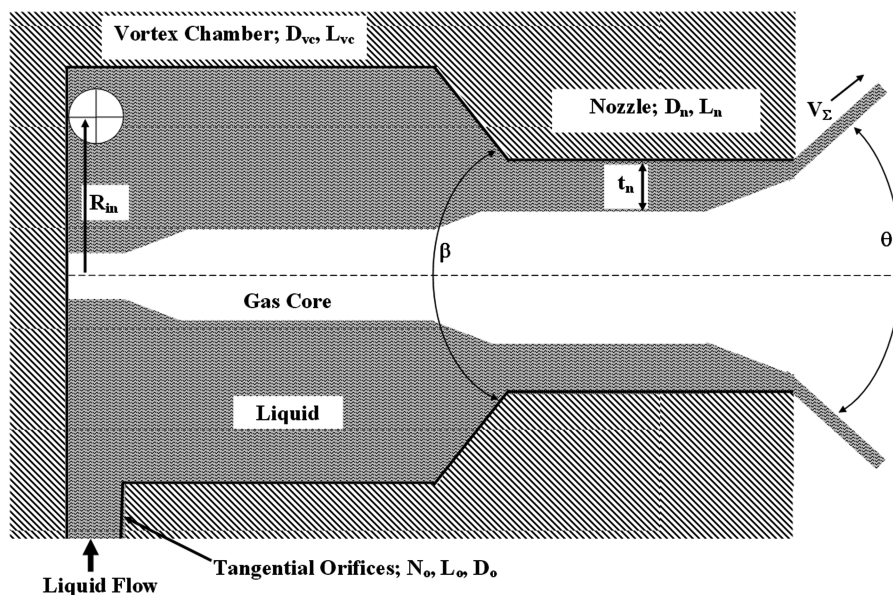 Vortex Chamber; Dvc, Lvc
Nozzle; Dn, Ln
VΣ
tn
Rin
β
θ
Gas Core
Liquid
Tangential Orifices; No, Lo, Do
Liquid Flow